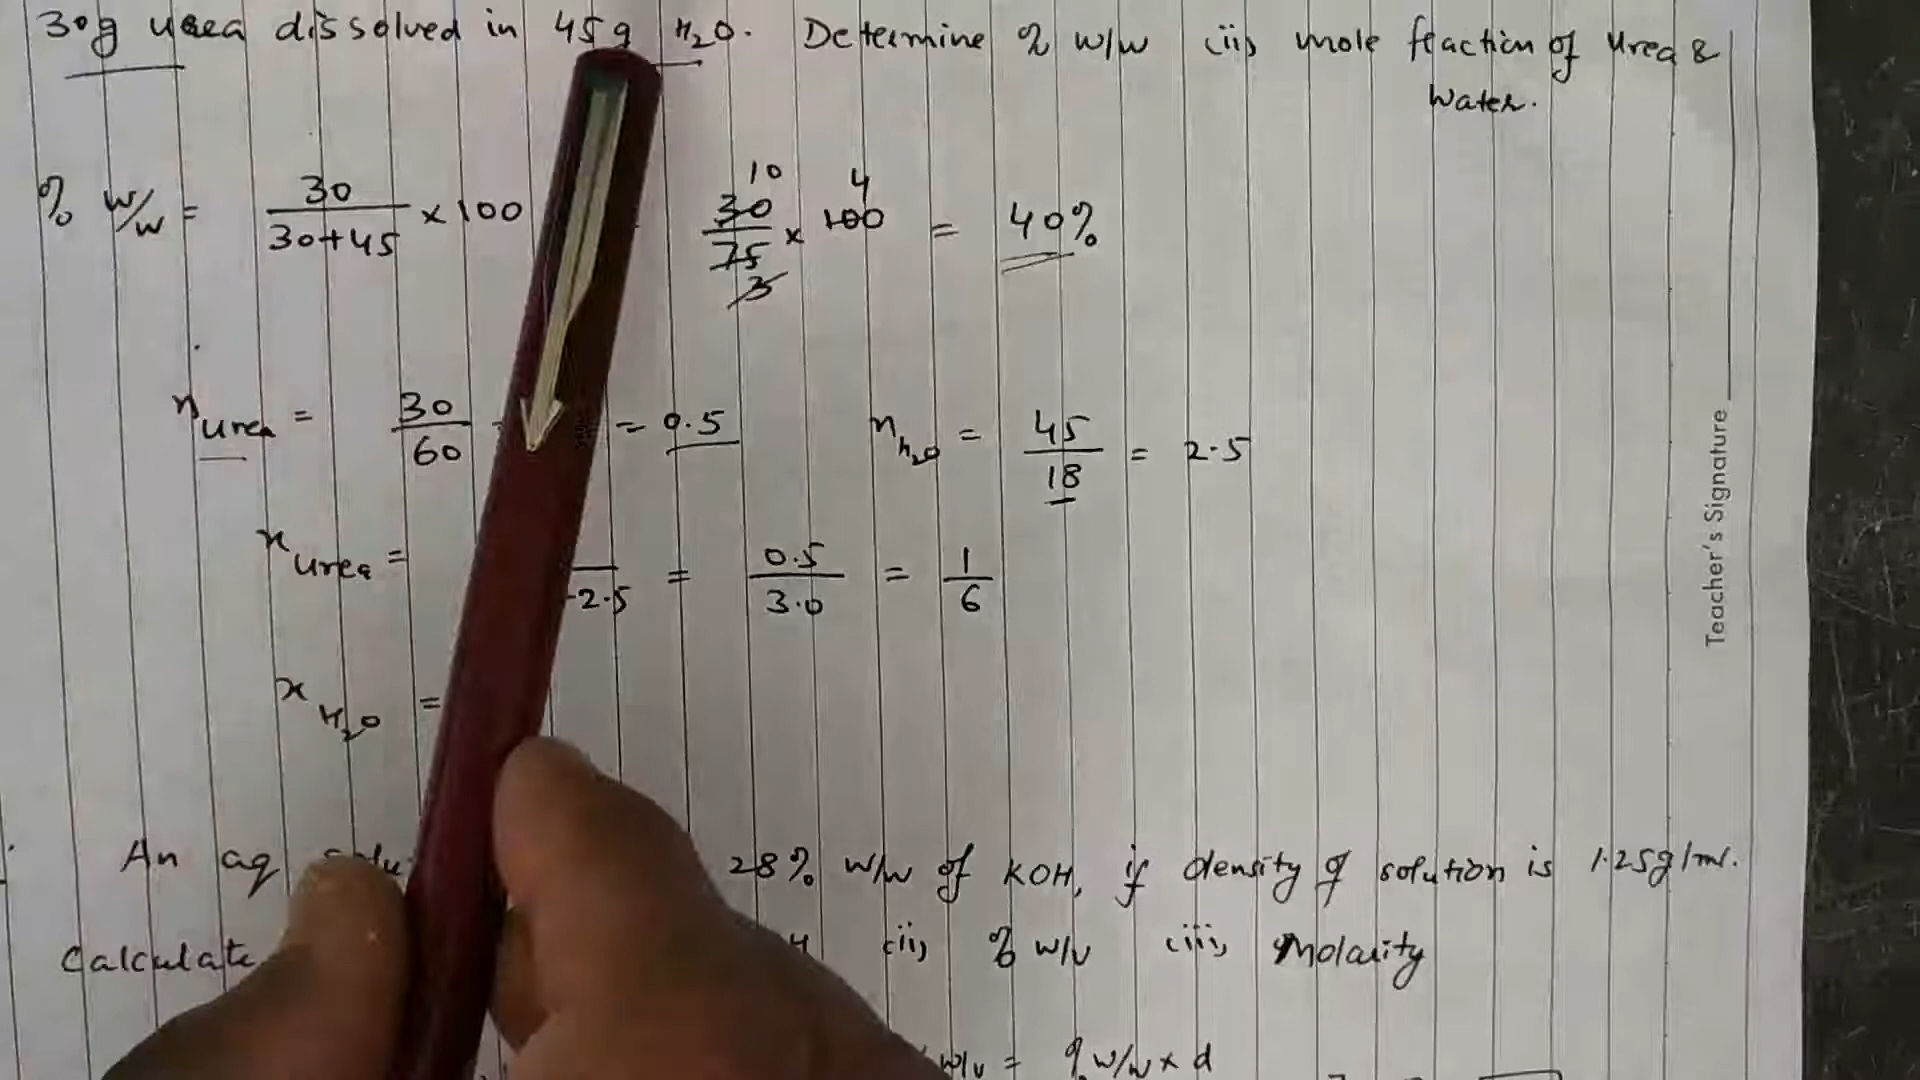 30g urea dissolved in 45g H2O. Determine % w/w (ii) mole fraction of urea &
water.
% w/w = 30/(30+45) × 100 30/75 × 100 = 40%
10 4
3
n urea = 30/60 = 0.5 n H2O = 45/18 = 2.5
x urea = 2.5 = 0.5/3.0 = 1/6
x H2O =
An aq 28% w/w of KOH, if density of solution is 1.25g/ml.
Calculate (ii) % w/v (iii) Molarity
w/v = % w/w × d
Teacher's Signature